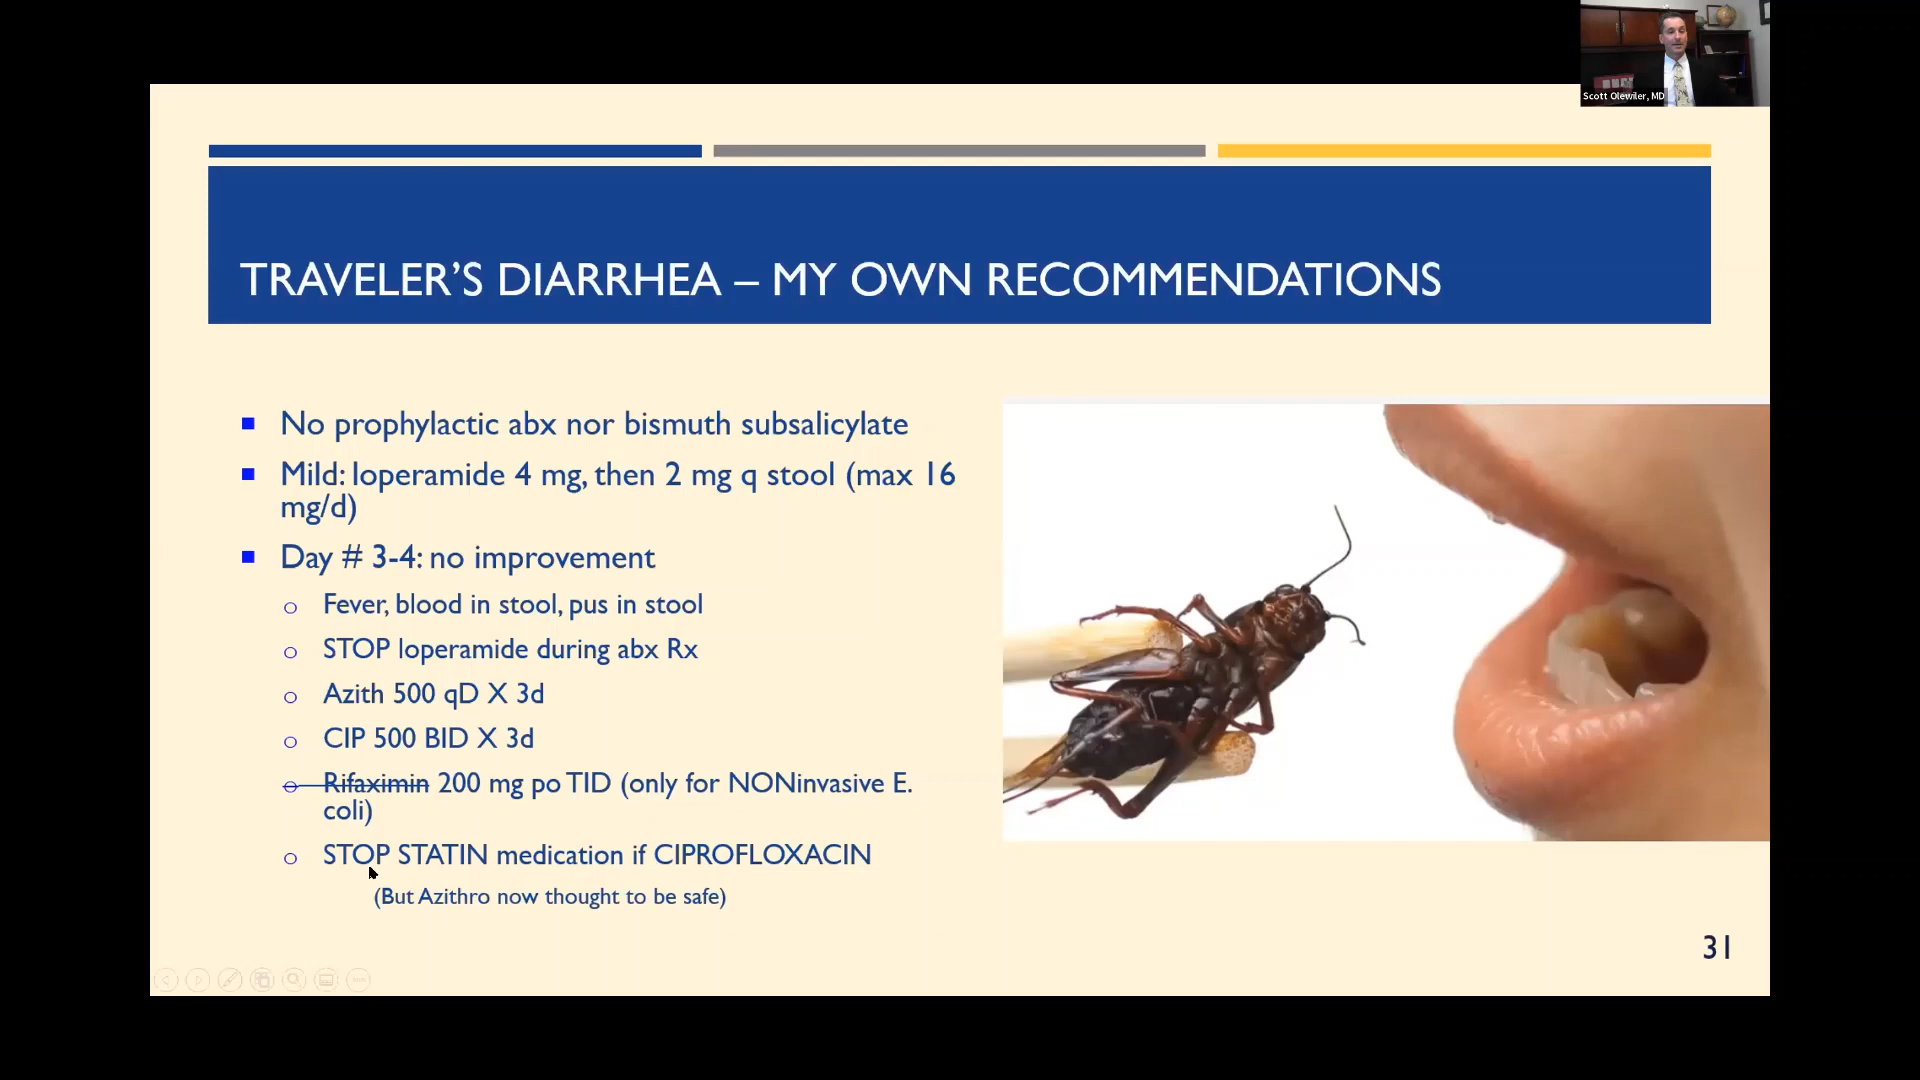 Scott Olewiler, MD
TRAVELER'S DIARRHEA – MY OWN RECOMMENDATIONS
No prophylactic abx nor bismuth subsalicylate
Mild: loperamide 4 mg, then 2 mg q stool (max 16
mg/d)
Day # 3-4: no improvement
Fever, blood in stool, pus in stool
STOP loperamide during abx Rx
Azith 500 qD X 3d
CIP 500 BID X 3d
Rifaximin 200 mg po TID (only for NONinvasive E.
coli)
STOP STATIN medication if CIPROFLOXACIN
(But Azithro now thought to be safe)
31